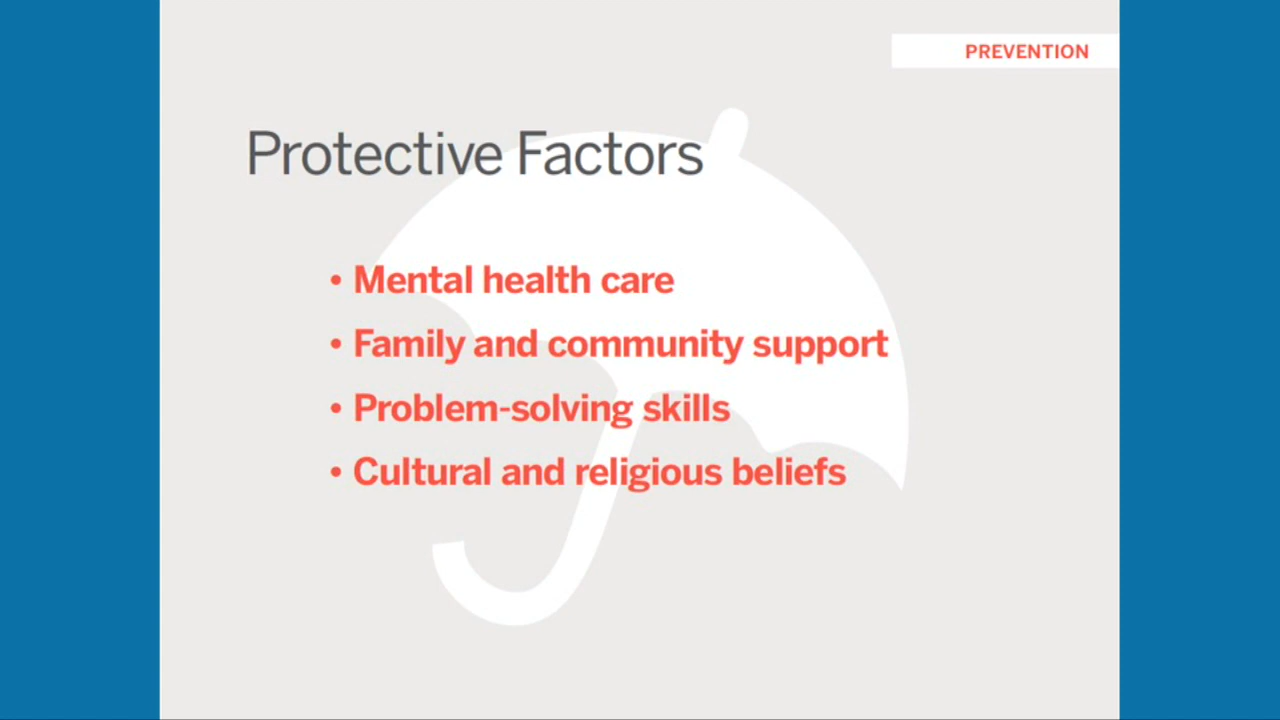 PREVENTION
Protective Factors
• Mental health care
• Family and community support
• Problem-solving skills
• Cultural and religious beliefs